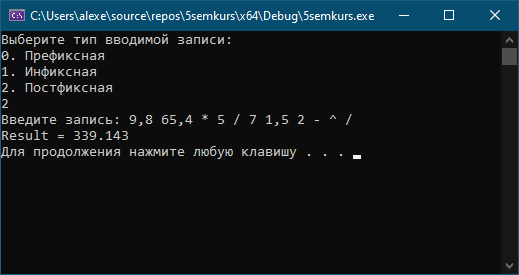 C:\Users\alexe\source\repos\5semkurs\x64\Debug\5semkurs.exe
Выберите тип вводимой записи:
0. Префиксная
1. Инфиксная
2. Постфиксная
2
Введите запись: 9,8 65,4 * 5 / 7 1,5 2 - ^ /
Result = 339.143
Для продолжения нажмите любую клавишу . . .